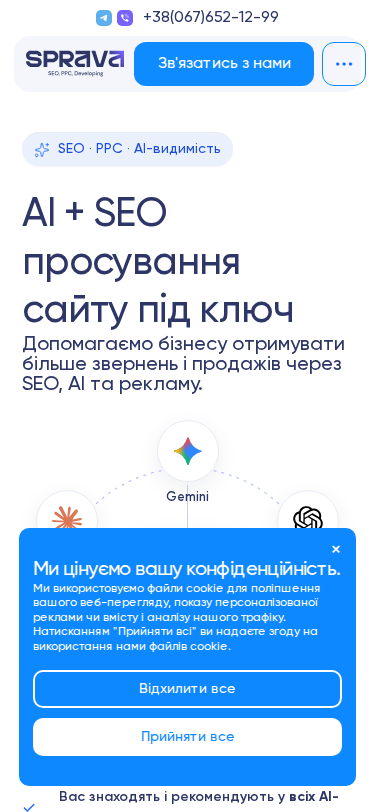 +38(067)652-12-99
SPRAVA
SEO, PPC, Developing
Зв'язатись з нами
SEO · PPC · AI-видимість
AI + SEO
просування
сайту під ключ
Допомагаємо бізнесу отримувати
більше звернень і продажів через
SEO, AI та рекламу.
Gemini
Ми цінуємо вашу конфіденційність.
Ми використовуємо файли cookie для поліпшення
вашого веб-перегляду, показу персоналізованої
реклами чи вмісту і аналізу нашого трафіку.
Натисканням "Прийняти всі" ви надаєте згоду на
використання нами файлів cookie.
Відхилити все
Прийняти все
Вас знаходять і рекомендують у всіх AI-